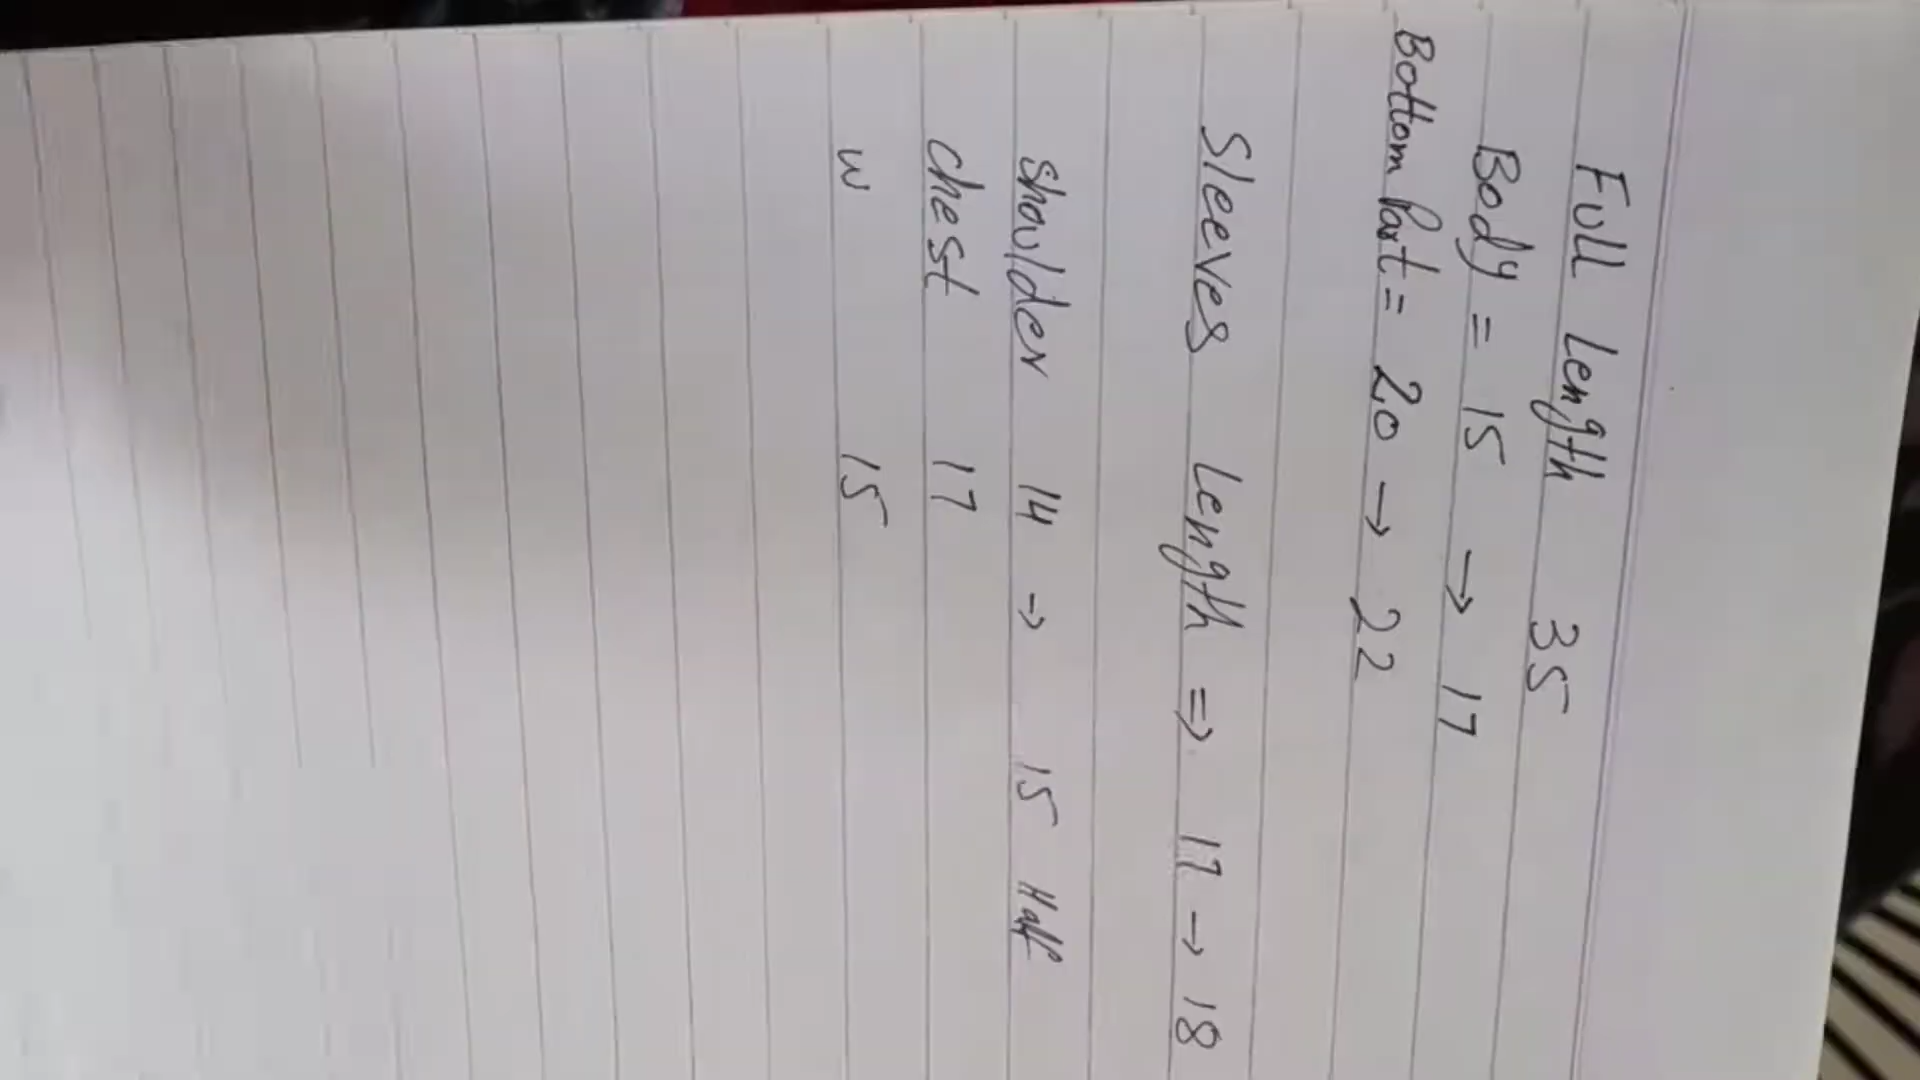 Full Length 35
Body = 15 → 17
Bottom Part = 20 → 22
Sleeves Length ⇒ 17 → 18
Shoulder 14 → 15 Half
Chest 17
W 15